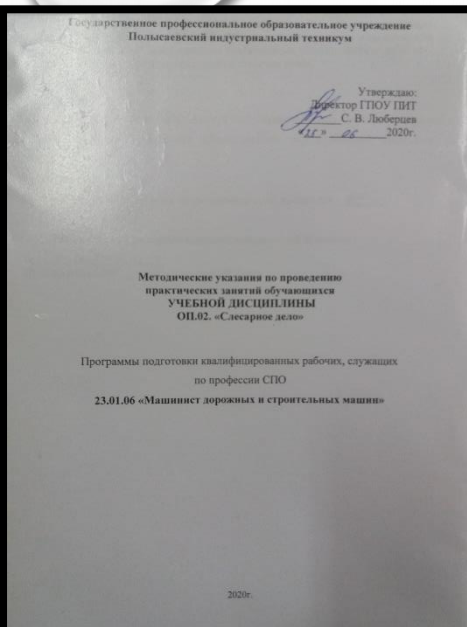 Государственное профессиональное образовательное учреждение
Полысаевский индустриальный техникум
Утверждаю:
Директор ГПОУ ПИТ
С. В. Люберцев
«25» 06 2020г.
Методические указания по проведению
практических занятий обучающихся
УЧЕБНОЙ ДИСЦИПЛИНЫ
ОП.02. «Слесарное дело»
Программы подготовки квалифицированных рабочих, служащих
по профессии СПО
23.01.06 «Машинист дорожных и строительных машин»
2020г.